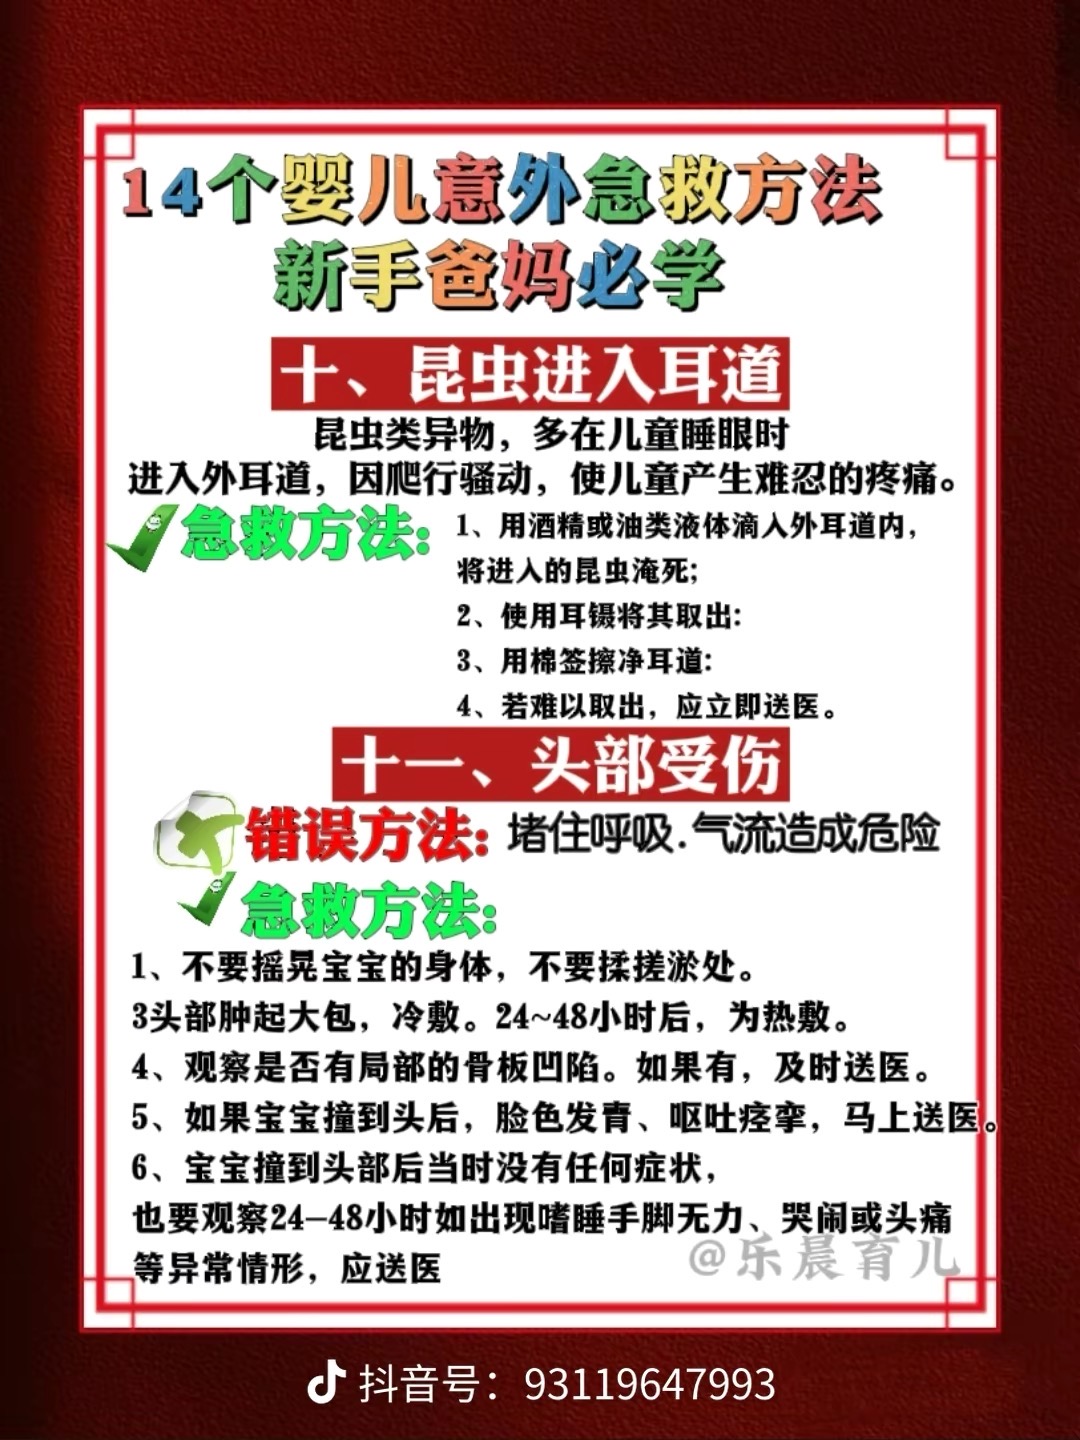 14个婴儿意外急救方法
新手爸妈必学
十、昆虫进入耳道
昆虫类异物，多在儿童睡眠时
进入外耳道，因爬行骚动，使儿童产生难忍的疼痛。
急救方法:
1、用酒精或油类液体滴入外耳道内，
将进入的昆虫淹死;
2、使用耳镊将其取出:
3、用棉签擦净耳道:
4、若难以取出，应立即送医。
十一、头部受伤
错误方法: 堵住呼吸.气流造成危险
急救方法:
1、不要摇晃宝宝的身体，不要揉搓淤处。
3头部肿起大包，冷敷。24~48小时后，为热敷。
4、观察是否有局部的骨板凹陷。如果有，及时送医。
5、如果宝宝撞到头后，脸色发青、呕吐痉挛，马上送医。
6、宝宝撞到头部后当时没有任何症状，
也要观察24-48小时如出现嗜睡手脚无力、哭闹或头痛
等异常情形，应送医
@乐晨育儿
抖音号：93119647993